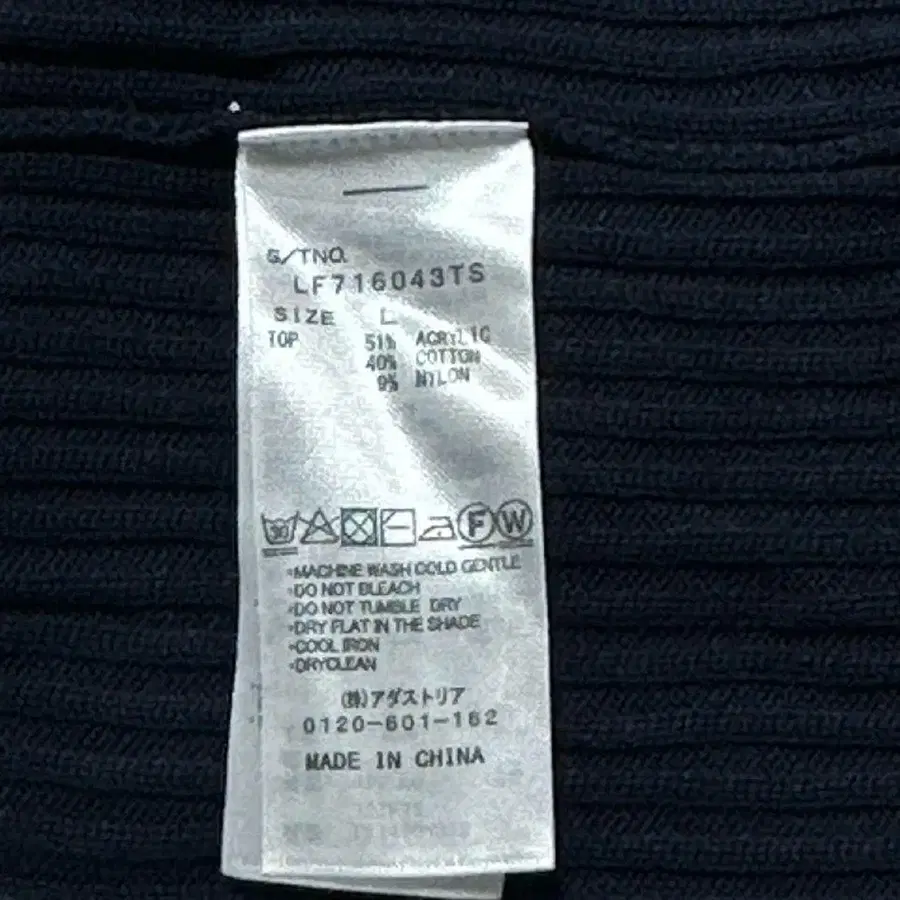 G/TNO.
LF716043TS
SIZE L
TOP 51% ACRYLIC
40% COTTON
9% NYLON
F W
・MACHINE WASH COLD GENTLE
・DO NOT BLEACH
・DO NOT TUMBLE DRY
・DRY FLAT IN THE SHADE
・COOL IRON
・DRYCLEAN
(株)アダストリア
0120-601-162
MADE IN CHINA